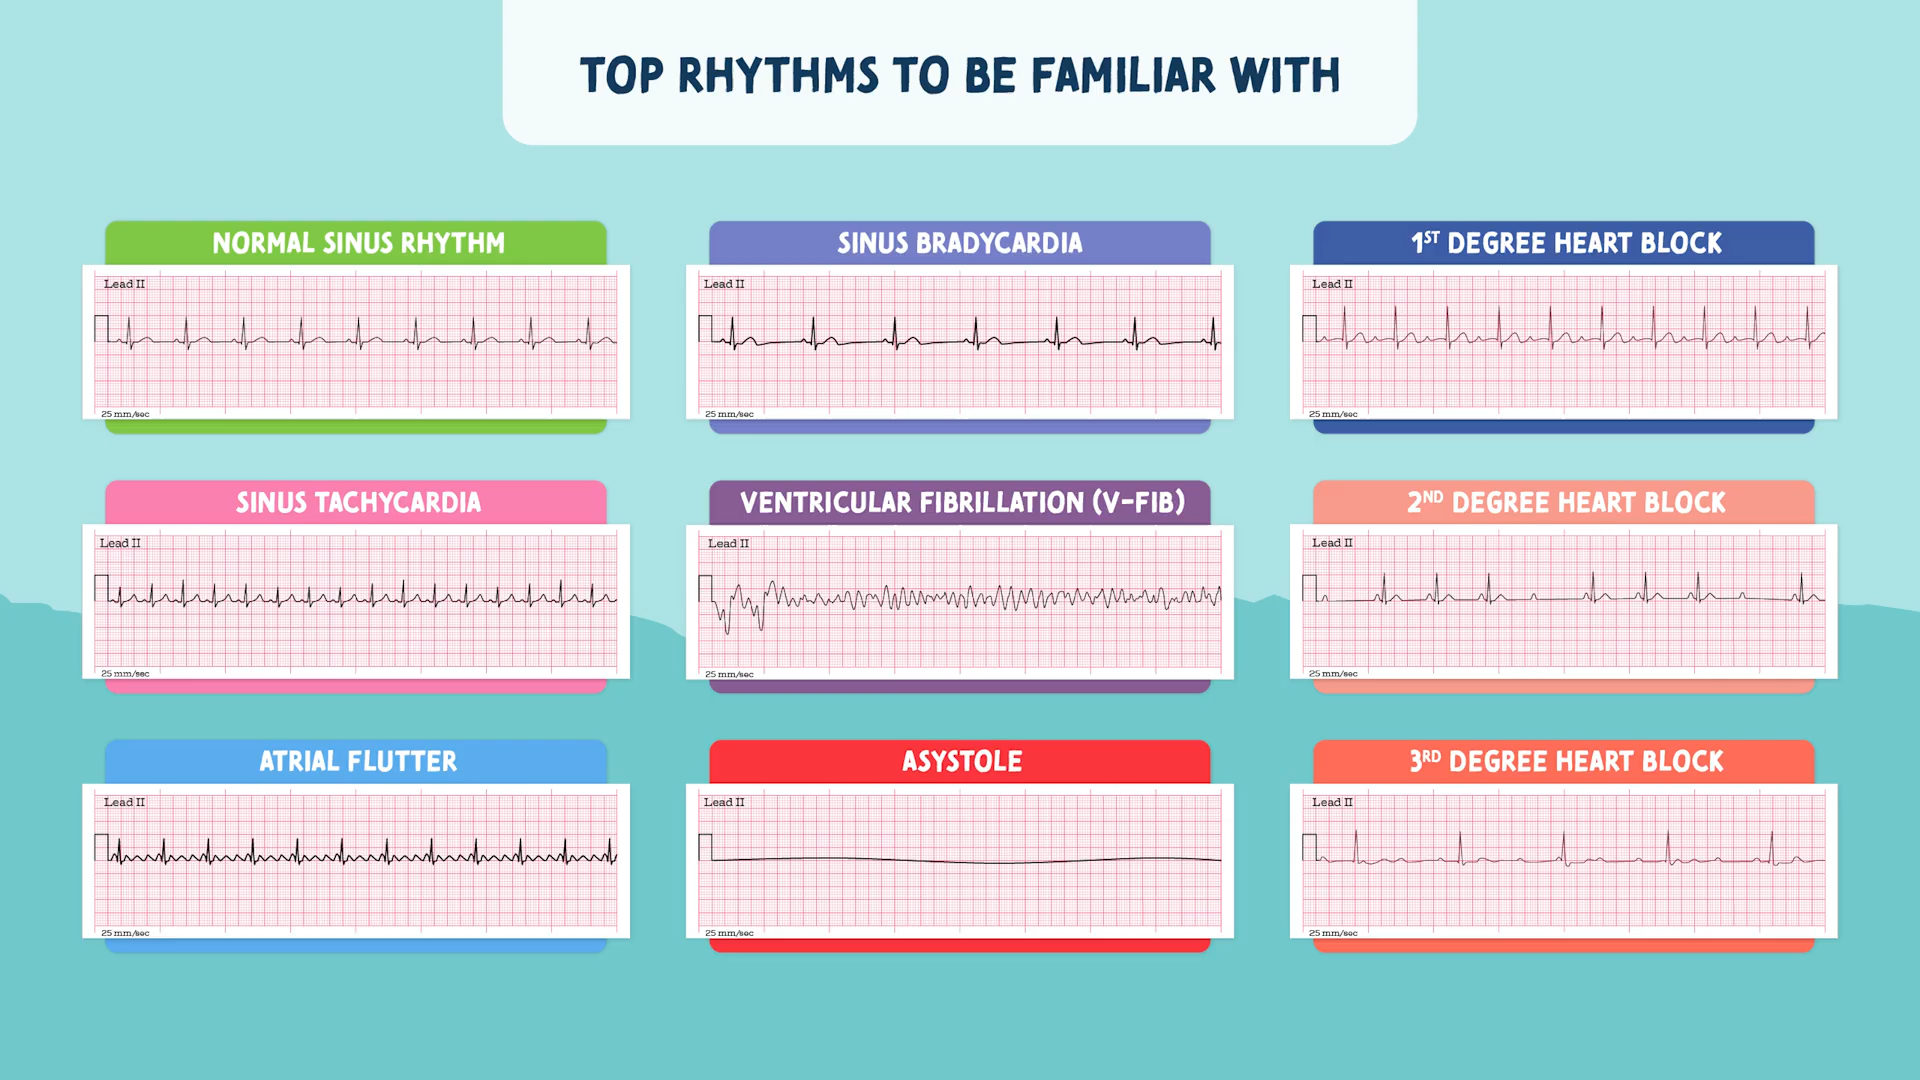 TOP RHYTHMS TO BE FAMILIAR WITH
NORMAL SINUS RHYTHM
Lead II
25 mm/sec
SINUS BRADYCARDIA
Lead II
25 mm/sec
1ST DEGREE HEART BLOCK
Lead II
25 mm/sec
SINUS TACHYCARDIA
Lead II
25 mm/sec
VENTRICULAR FIBRILLATION (V-FIB)
Lead II
25 mm/sec
2ND DEGREE HEART BLOCK
Lead II
25 mm/sec
ATRIAL FLUTTER
Lead II
25 mm/sec
ASYSTOLE
Lead II
25 mm/sec
3RD DEGREE HEART BLOCK
Lead II
25 mm/sec